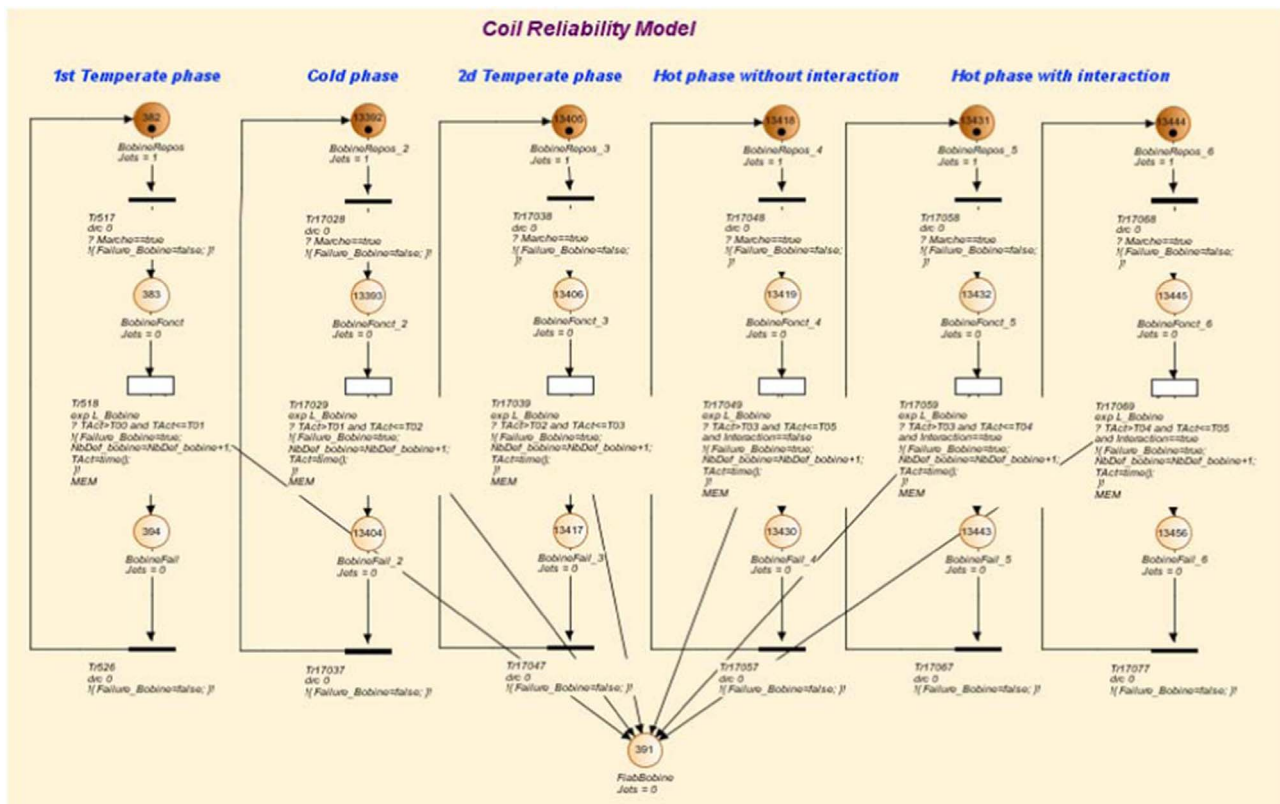 Coil Reliability Model
1st Temperate phase
Cold phase
2d Temperate phase
Hot phase without interaction
Hot phase with interaction
382
BobineRepos
Jets = 1
Tr517
drc 0
? Marche==true
!{ Failure_Bobine=false; }!
383
BobineFonct
Jets = 0
Tr518
exp L_Bobine
? TAct>T00 and TAct<=T01
!{ Failure_Bobine=true;
NbDef_bobine=NbDef_bobine+1;
TAct=time();
}!
MEM
394
BobineFail
Jets = 0
Tr526
drc 0
!{ Failure_Bobine=false; }!
13392
BobineRepos_2
Jets = 1
Tr17028
drc 0
? Marche==true
!{ Failure_Bobine=false; }!
13393
BobineFonct_2
Jets = 0
Tr17029
exp L_Bobine
? TAct>T01 and TAct<=T02
!{ Failure_Bobine=true;
NbDef_bobine=NbDef_bobine+1;
TAct=time();
}!
MEM
13404
BobineFail_2
Jets = 0
Tr17037
drc 0
!{ Failure_Bobine=false; }!
13405
BobineRepos_3
Jets = 1
Tr17038
drc 0
? Marche==true
!{ Failure_Bobine=false;
}!
13406
BobineFonct_3
Jets = 0
Tr17039
exp L_Bobine
? TAct>T02 and TAct<=T03
!{ Failure_Bobine=true;
NbDef_bobine=NbDef_bobine+1;
TAct=time();
}!
MEM
13417
BobineFail_3
Jets = 0
Tr17047
drc 0
!{ Failure_Bobine=false; }!
13418
BobineRepos_4
Jets = 1
Tr17048
drc 0
? Marche==true
!{ Failure_Bobine=false;
}!
13419
BobineFonct_4
Jets = 0
Tr17049
exp L_Bobine
? TAct>T03 and TAct<=T05
and Interaction==false
!{ Failure_Bobine=true;
NbDef_bobine=NbDef_bobine+1;
TAct=time();
}!
MEM
13430
BobineFail_4
Jets = 0
Tr17057
drc 0
!{ Failure_Bobine=false; }!
13431
BobineRepos_5
Jets = 1
Tr17058
drc 0
? Marche==true
!{ Failure_Bobine=false;
}!
13432
BobineFonct_5
Jets = 0
Tr17059
exp L_Bobine
? TAct>T03 and TAct<=T04
and Interaction==true
!{ Failure_Bobine=true;
NbDef_bobine=NbDef_bobine+1;
TAct=time();
}!
MEM
13443
BobineFail_5
Jets = 0
Tr17067
drc 0
!{ Failure_Bobine=false; }!
13444
BobineRepos_6
Jets = 1
Tr17068
drc 0
? Marche==true
!{ Failure_Bobine=false;
}!
13445
BobineFonct_6
Jets = 0
Tr17069
exp L_Bobine
? TAct>T04 and TAct<=T05
and Interaction==true
!{ Failure_Bobine=true;
NbDef_bobine=NbDef_bobine+1;
TAct=time();
}!
MEM
13456
BobineFail_6
Jets = 0
Tr17077
drc 0
!{ Failure_Bobine=false; }!
391
FiabBobine
Jets = 0